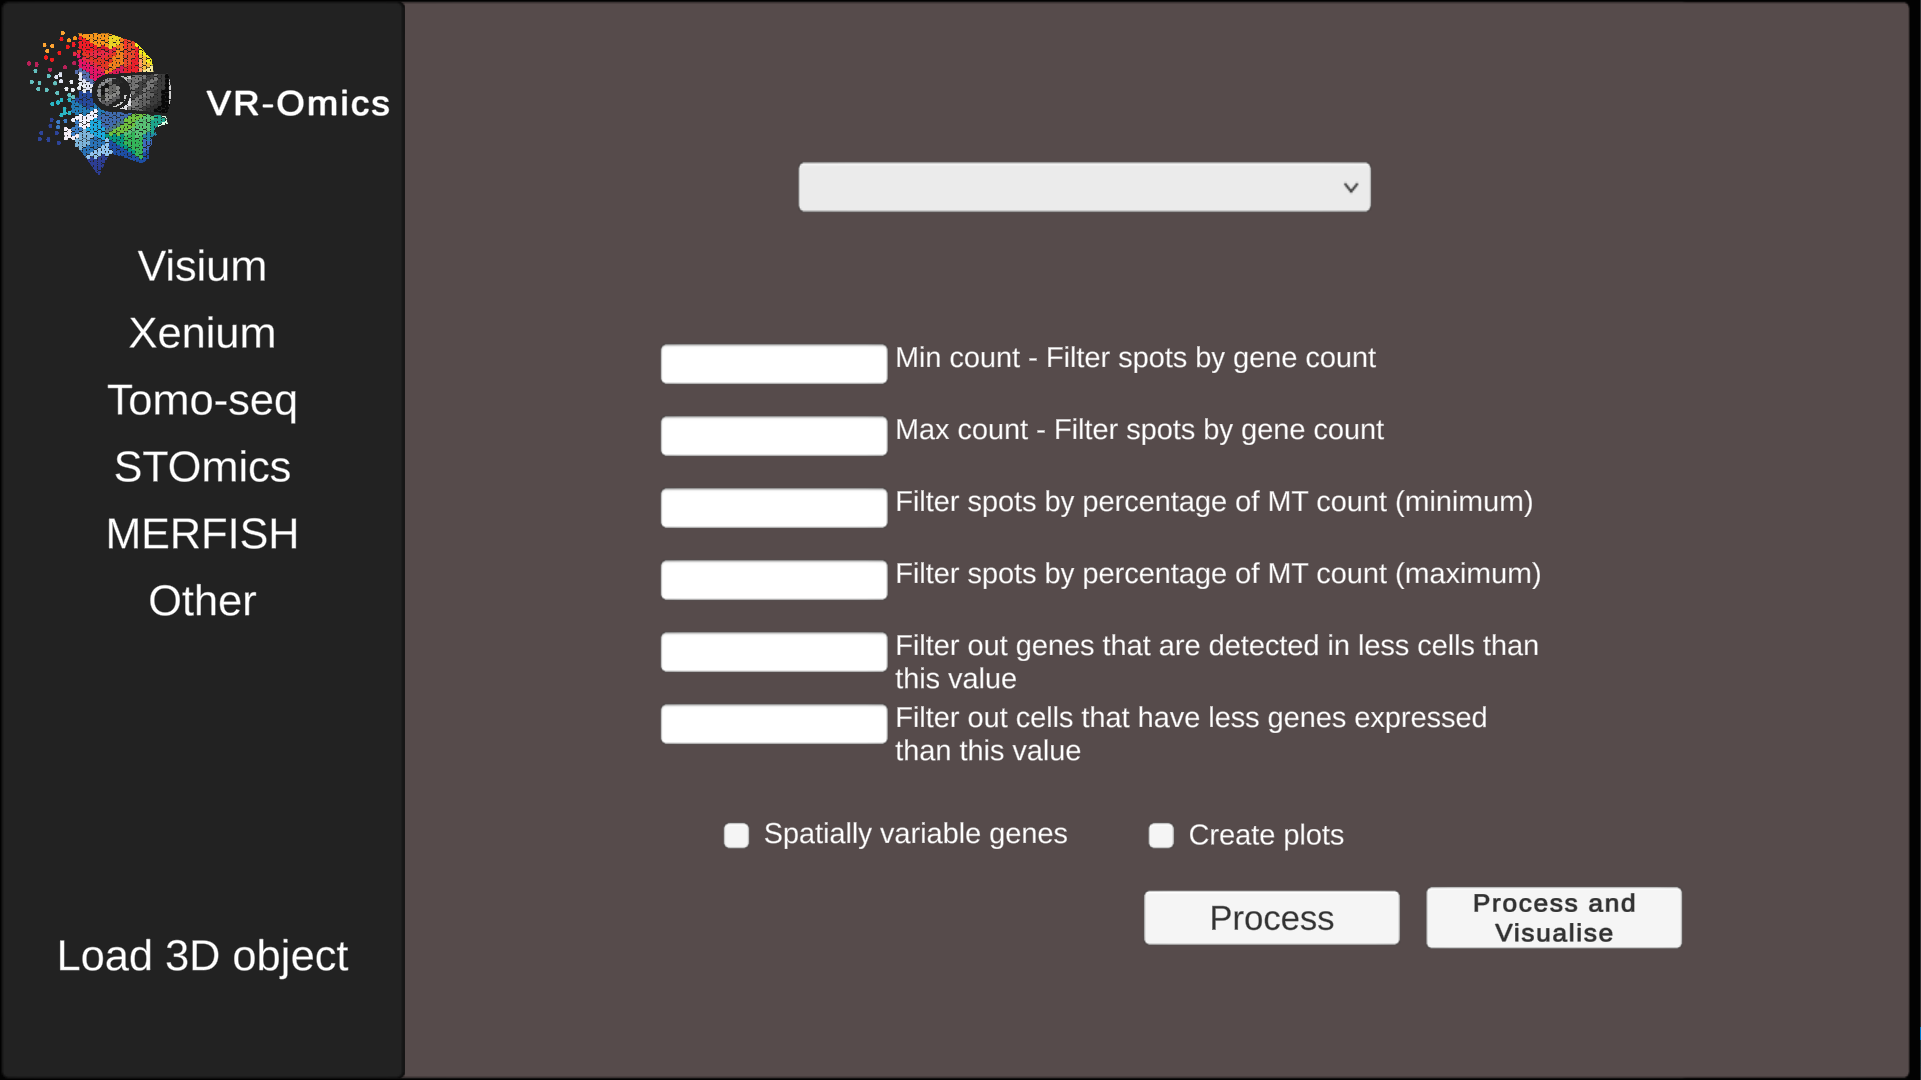 VR-Omics
Visium
Xenium
Tomo-seq
STOmics
MERFISH
Other
Load 3D object
Min count - Filter spots by gene count
Max count - Filter spots by gene count
Filter spots by percentage of MT count (minimum)
Filter spots by percentage of MT count (maximum)
Filter out genes that are detected in less cells than
this value
Filter out cells that have less genes expressed
than this value
Spatially variable genes
Create plots
Process
Process and
Visualise